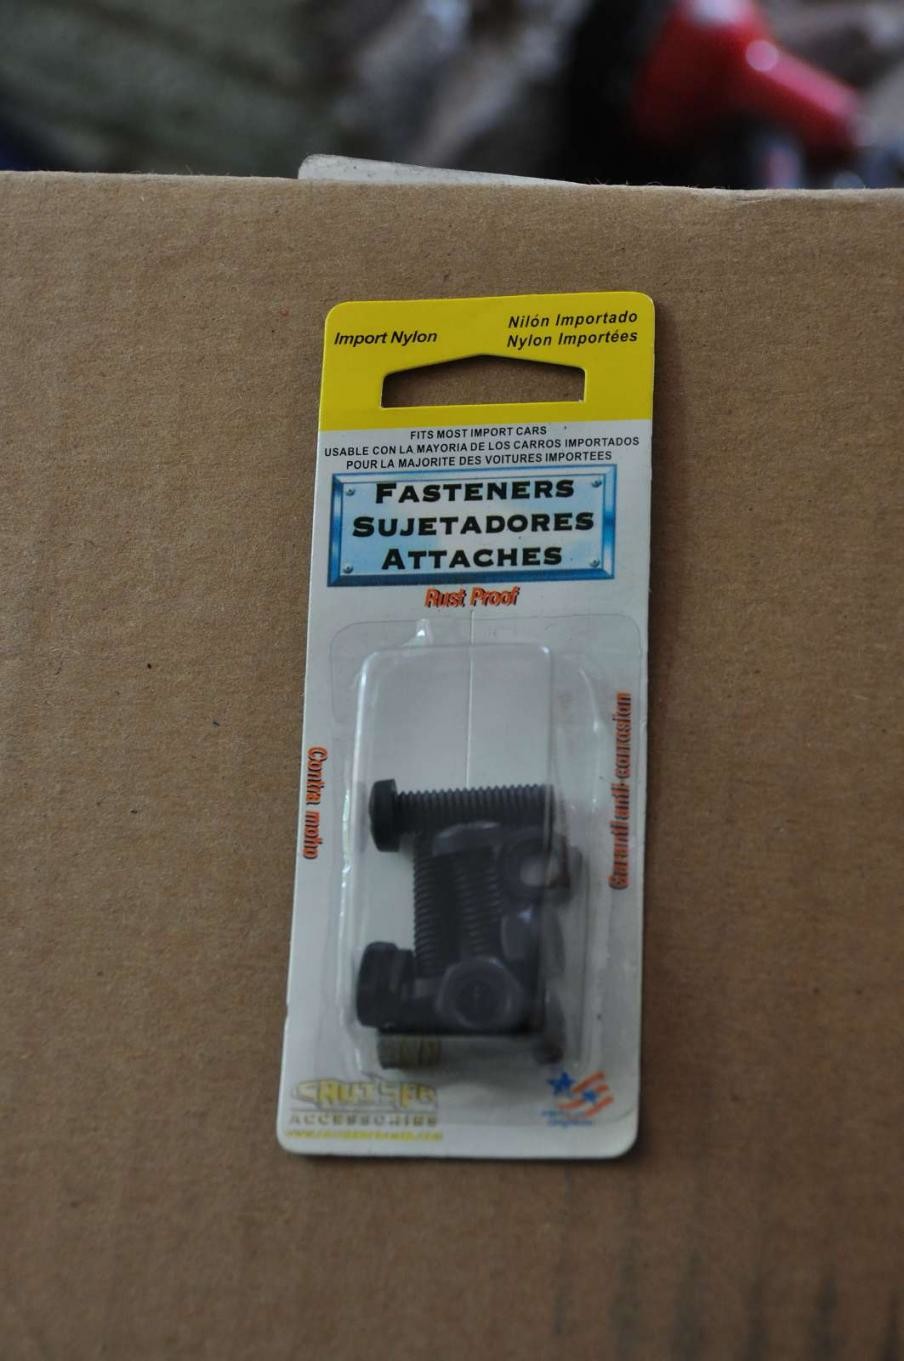 Import Nylon
Nilón Importado
Nylon Importées
FITS MOST IMPORT CARS
USABLE CON LA MAYORIA DE LOS CARROS IMPORTADOS
POUR LA MAJORITE DES VOITURES IMPORTEES
FASTENERS
SUJETADORES
ATTACHES
Rust Proof
Contra moho
Garanti anti-corrosion
CRUISER
ACCESSORIES